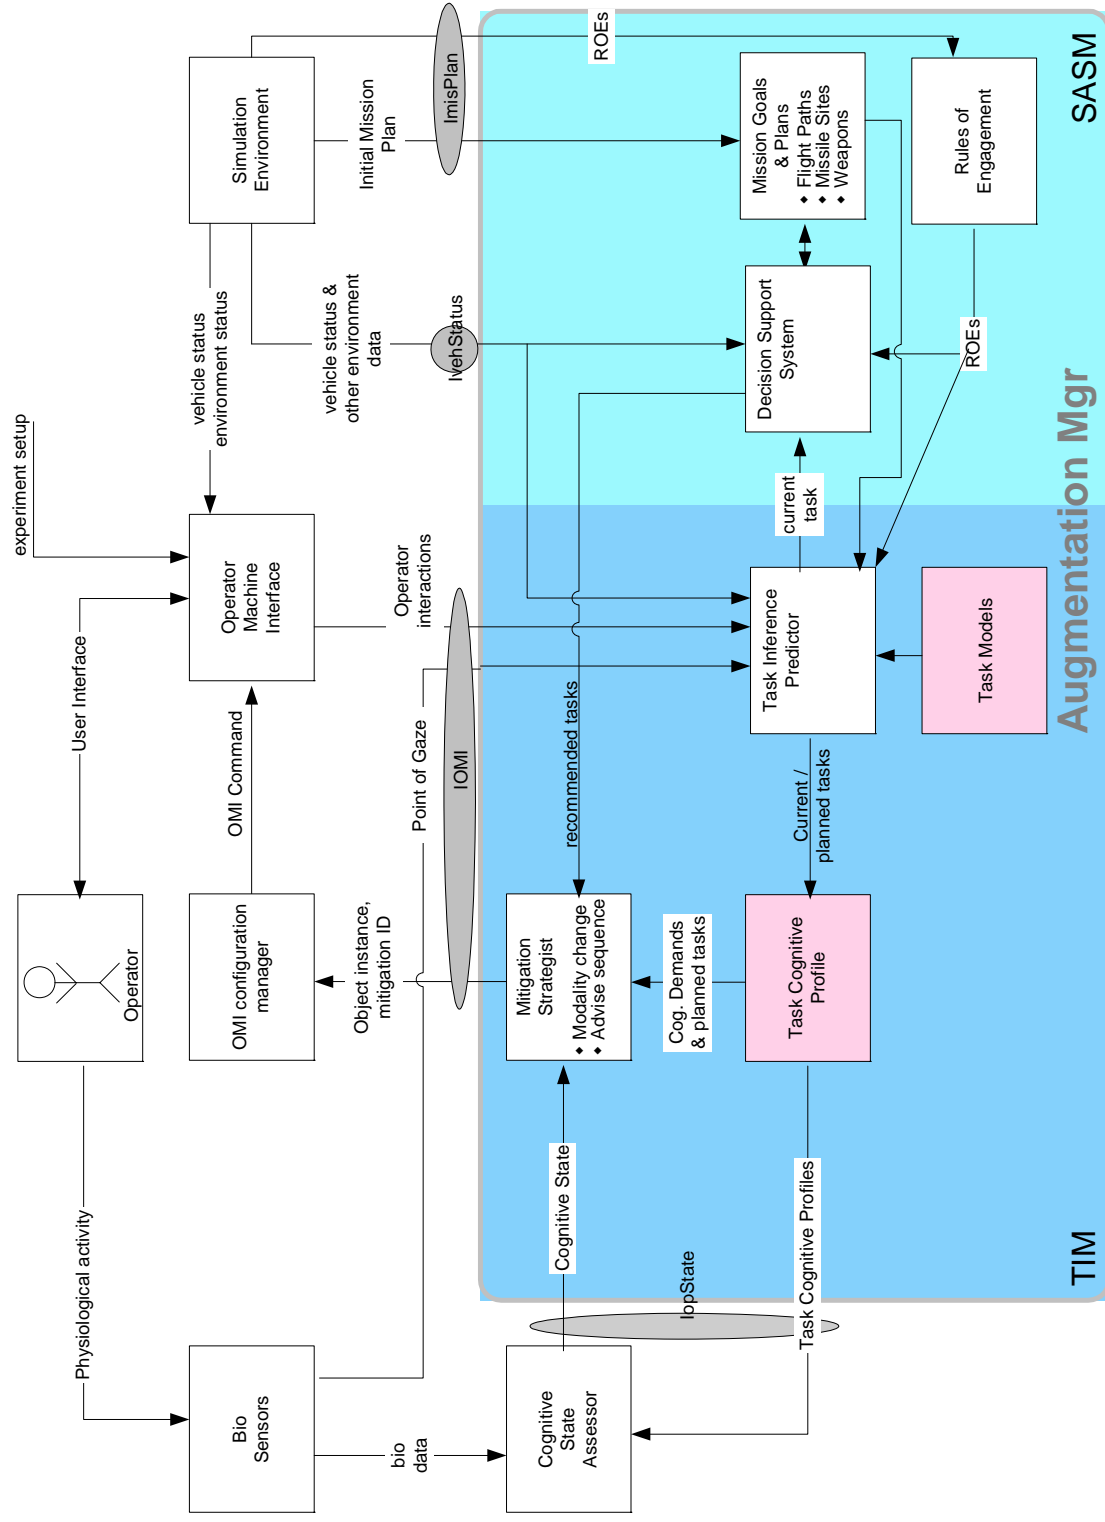 Operator
Physiological activity
User Interface
experiment setup
Bio
Sensors
OMI configuration
manager
OMI Command
Operator
Machine
Interface
vehicle status
environment status
Simulation
Environment
bio
data
Object instance,
mitigation ID
Point of Gaze
Operator
interactions
vehicle status &
other environment
data
Initial Mission
Plan
IOMI
IvehStatus
ImisPlan
ROEs
Cognitive
State
Assessor
Cognitive State
Mitigation
Strategist
◆ Modality change
◆ Advise sequence
recommended tasks
IopState
Cog. Demands
& planned tasks
Task Cognitive Profiles
Task Cognitive
Profile
Current /
planned tasks
Task Inference
Predictor
current
task
Decision Support
System
Mission Goals
& Plans
◆ Flight Paths
◆ Missile Sites
◆ Weapons
ROEs
Rules of
Engagement
Task Models
TIM
Augmentation Mgr
SASM